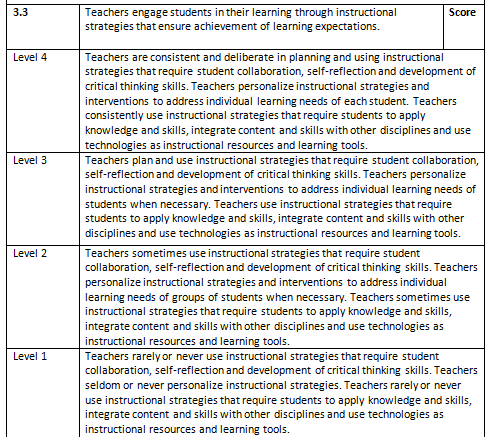 3.3 Teachers engage students in their learning through instructional Score
strategies that ensure achievement of learning expectations.
Level 4 Teachers are consistent and deliberate in planning and using instructional
strategies that require student collaboration, self-reflection and development of
critical thinking skills. Teachers personalize instructional strategies and
interventions to address individual learning needs of each student. Teachers
consistently use instructional strategies that require students to apply
knowledge and skills, integrate content and skills with other disciplines and use
technologies as instructional resources and learning tools.
Level 3 Teachers plan and use instructional strategies that require student collaboration,
self-reflection and development of critical thinking skills. Teachers personalize
instructional strategies and interventions to address individual learning needs of
students when necessary. Teachers use instructional strategies that require
students to apply knowledge and skills, integrate content and skills with other
disciplines and use technologies as instructional resources and learning tools.
Level 2 Teachers sometimes use instructional strategies that require student
collaboration, self-reflection and development of critical thinking skills. Teachers
personalize instructional strategies and interventions to address individual
learning needs of groups of students when necessary. Teachers sometimes use
instructional strategies that require students to apply knowledge and skills,
integrate content and skills with other disciplines and use technologies as
instructional resources and learning tools.
Level 1 Teachers rarely or never use instructional strategies that require student
collaboration, self-reflection and development of critical thinking skills. Teachers
seldom or never personalize instructional strategies. Teachers rarely or never
use instructional strategies that require students to apply knowledge and skills,
integrate content and skills with other disciplines and use technologies as
instructional resources and learning tools.